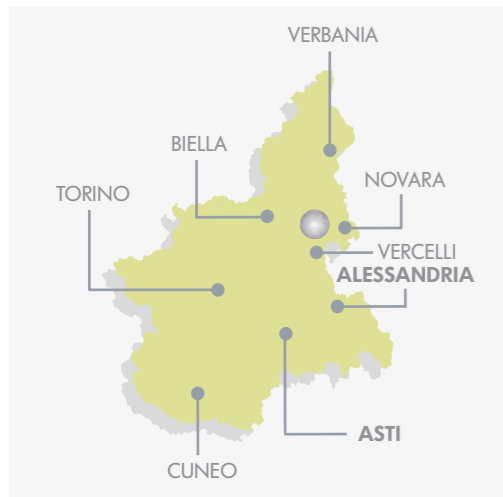 VERBANIA
BIELLA
TORINO
NOVARA
VERCELLI
ALESSANDRIA
ASTI
CUNEO